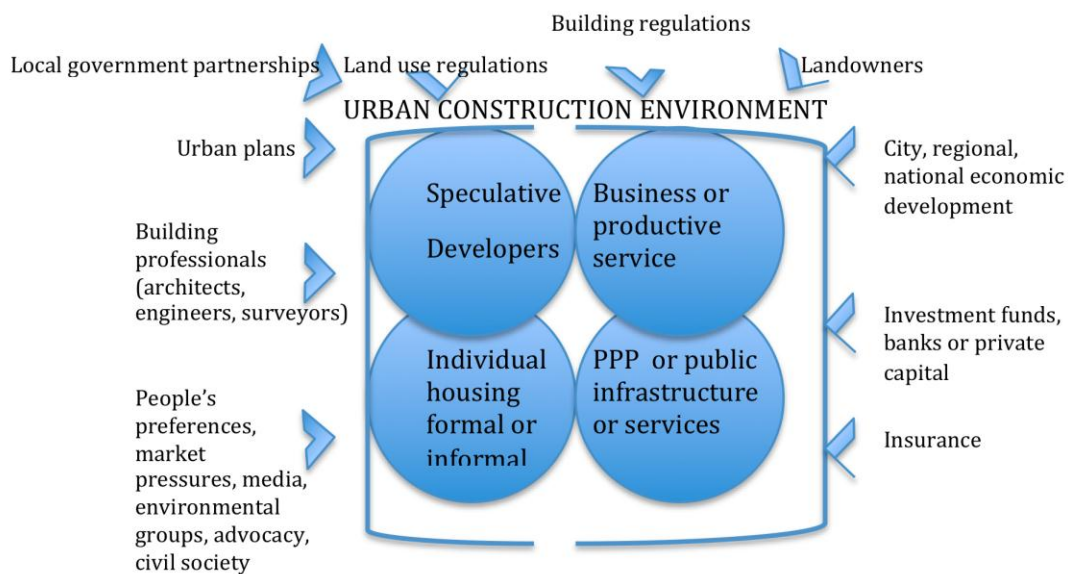 Building regulations
Local government partnerships
Land use regulations
Landowners
URBAN CONSTRUCTION ENVIRONMENT
Urban plans
Building
professionals
(architects,
engineers, surveyors)
People's
preferences,
market
pressures, media,
environmental
groups, advocacy,
civil society
Speculative
Developers
Business or
productive
service
Individual
housing
formal or
informal
PPP or public
infrastructure
or services
City, regional,
national economic
development
Investment funds,
banks or private
capital
Insurance